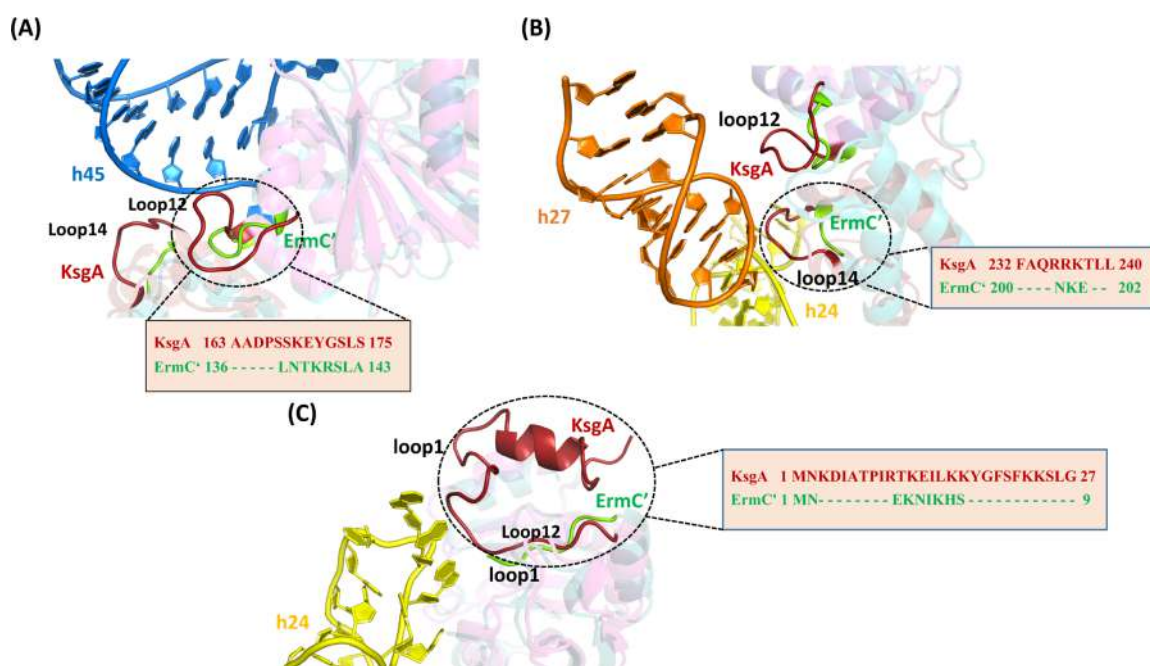 (A)
h45
Loop12
Loop14
ErmC'
KsgA
KsgA 163 AADPSSKEYGSLS 175
ErmC‘ 136 - - - - - LNTKRSLA 143
(B)
loop12
KsgA
h27
ErmC'
loop14
h24
KsgA 232 FAQRRKTLL 240
ErmC‘ 200 - - - -NKE - - 202
(C)
loop1
KsgA
ErmC'
Loop12
loop1
h24
KsgA 1 MNKDIATPIRTKEILKKYGFSFKKSLG 27
ErmC‘ 1 MN- - - - - - - -EKNIKHS - - - - - - - - - - - - 9